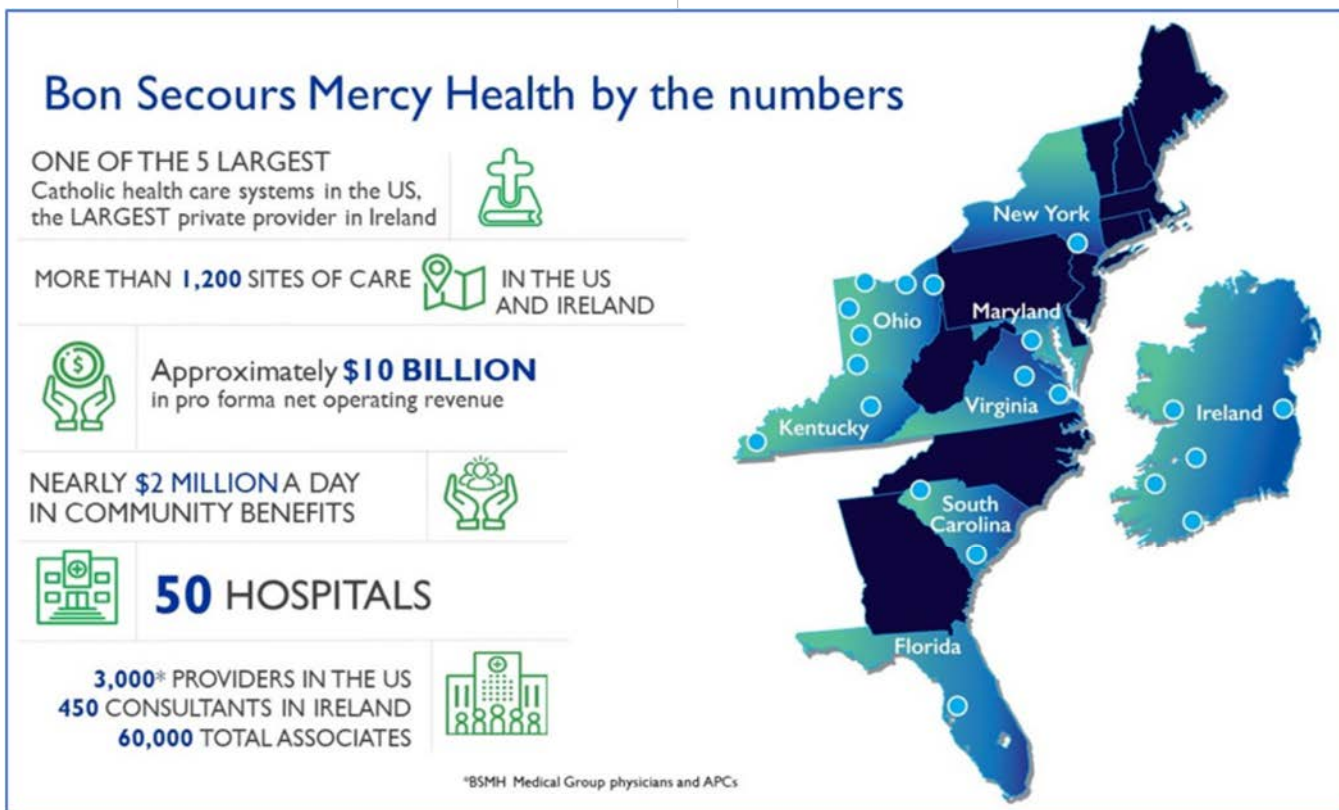 Bon Secours Mercy Health by the numbers
ONE OF THE 5 LARGEST
Catholic health care systems in the US,
the LARGEST private provider in Ireland
MORE THAN 1,200 SITES OF CARE
IN THE US
AND IRELAND
Approximately $10 BILLION
in pro forma net operating revenue
NEARLY $2 MILLION A DAY
IN COMMUNITY BENEFITS
50 HOSPITALS
3,000* PROVIDERS IN THE US
450 CONSULTANTS IN IRELAND
60,000 TOTAL ASSOCIATES
*BSMH Medical Group physicians and APCs
New York
Ohio
Maryland
Virginia
Kentucky
Ireland
South
Carolina
Florida